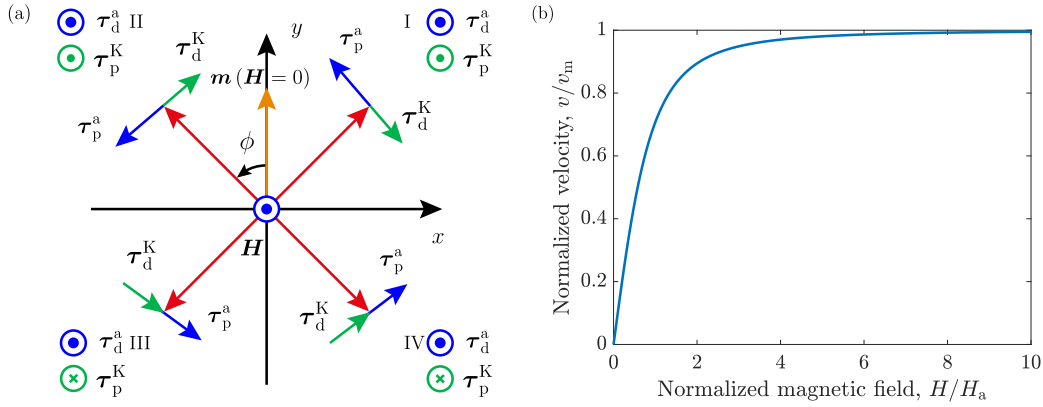 (a)
τ_d^a II
τ_p^K
τ_d^K
y
m (H = 0)
τ_p^a
I τ_d^a
τ_p^K
τ_p^a
τ_d^K
ϕ
x
H
τ_d^K
τ_p^a
τ_p^a
τ_d^K
τ_d^a III
τ_p^K
IV τ_d^a
τ_p^K
(b)
Normalized velocity, v/v_m
1
0.8
0.6
0.4
0.2
0
0 2 4 6 8 10
Normalized magnetic field, H/H_a